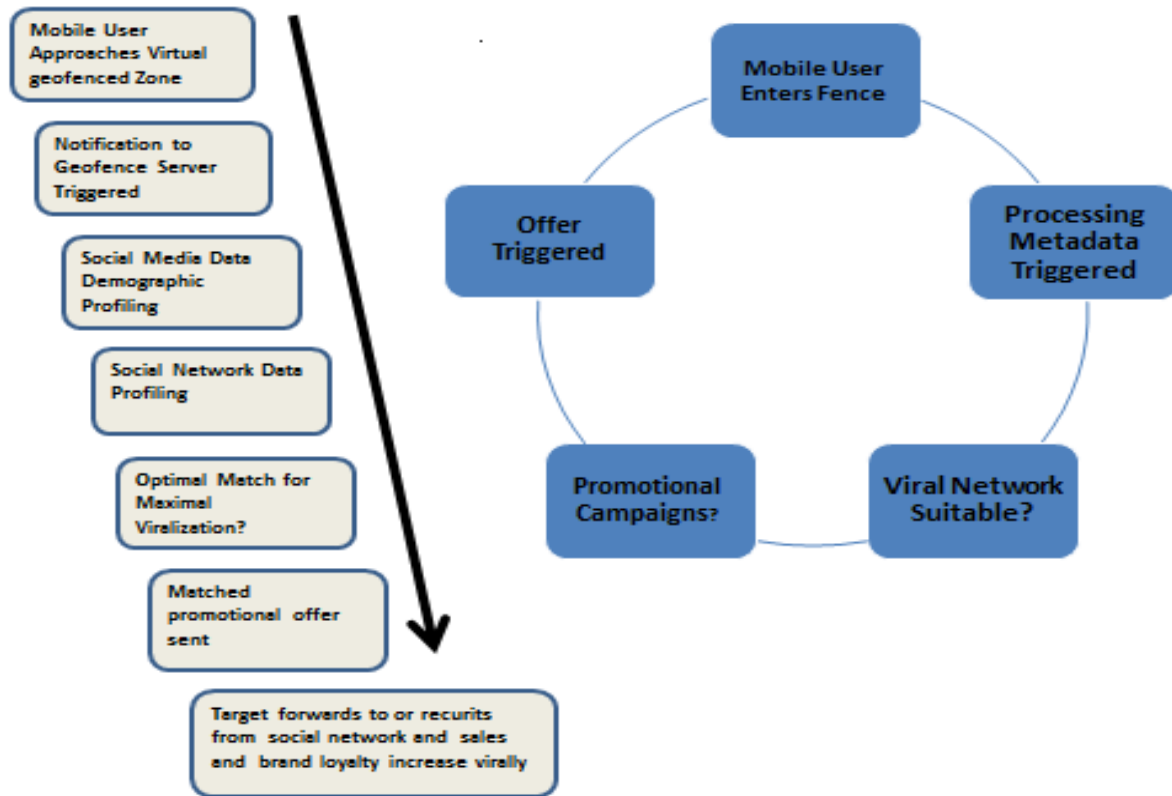 Mobile User
Approaches Virtual
geofenced Zone
Notification to
Geofence Server
Triggered
Social Media Data
Demographic
Profiling
Social Network Data
Profiling
Optimal Match for
Maximal
Viralization?
Matched
promotional offer
sent
Target forwards to or recurits
from social network and sales
and brand loyalty increase virally
Mobile User
Enters Fence
Processing
Metadata
Triggered
Viral Network
Suitable?
Promotional
Campaigns?
Offer
Triggered